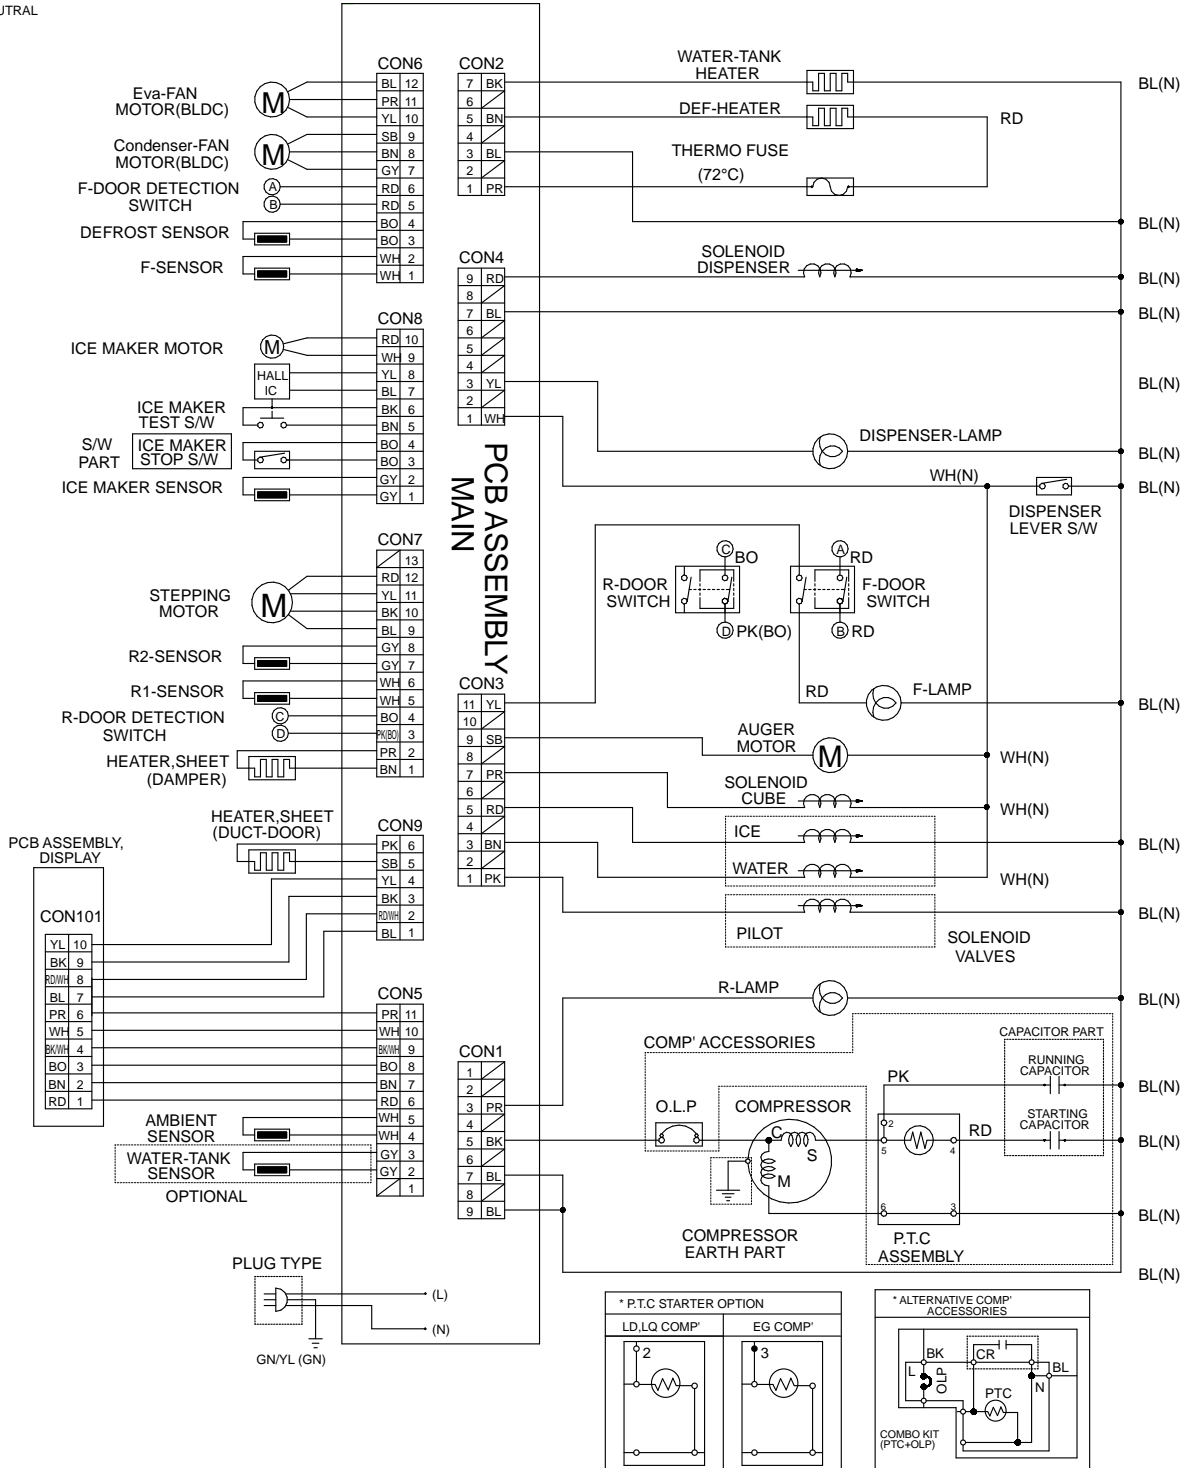 UTRAL
CON6
BL 12
PR 11
YL 10
SB 9
BN 8
GY 7
RD 6
RD 5
BO 4
BO 3
WH 2
WH 1
Eva-FAN
MOTOR(BLDC)
M
Condenser-FAN
MOTOR(BLDC)
M
F-DOOR DETECTION
SWITCH
A
B
DEFROST SENSOR
F-SENSOR
CON2
7 BK
6
5 BN
4
3 BL
2
1 PR
WATER-TANK
HEATER
DEF-HEATER
RD
THERMO FUSE
(72°C)
BL(N)
BL(N)
CON4
9 RD
8
7 BL
6
5
4
3 YL
2
1 WH
SOLENOID
DISPENSER
BL(N)
BL(N)
BL(N)
DISPENSER-LAMP
BL(N)
WH(N)
BL(N)
DISPENSER
LEVER S/W
CON8
RD 10
WH 9
YL 8
BL 7
BK 6
BN 5
BO 4
BO 3
GY 2
GY 1
ICE MAKER MOTOR
M
HALL
IC
ICE MAKER
TEST S/W
S/W
PART
ICE MAKER
STOP S/W
ICE MAKER SENSOR
PCB ASSEMBLY
MAIN
CON7
13
RD 12
YL 11
BK 10
BL 9
GY 8
GY 7
WH 6
WH 5
BO 4
PK(BO) 3
PR 2
BN 1
STEPPING
MOTOR
M
R2-SENSOR
R1-SENSOR
R-DOOR DETECTION
SWITCH
C
D
HEATER,SHEET
(DAMPER)
R-DOOR
SWITCH
C
BO
D
PK(BO)
A
RD
F-DOOR
SWITCH
B
RD
CON3
11 YL
10
9 SB
8
7 PR
6
5 RD
4
3 BN
2
1 PK
RD
F-LAMP
BL(N)
AUGER
MOTOR
M
WH(N)
SOLENOID
CUBE
WH(N)
ICE
BL(N)
WATER
WH(N)
PILOT
BL(N)
SOLENOID
VALVES
HEATER,SHEET
(DUCT-DOOR)
CON9
PK 6
SB 5
YL 4
BK 3
RD/WH 2
BL 1
PCB ASSEMBLY,
DISPLAY
CON101
YL 10
BK 9
RD/WH 8
BL 7
PR 6
WH 5
BK/WH 4
BO 3
BN 2
RD 1
CON5
PR 11
WH 10
BK/WH 9
BO 8
BN 7
RD 6
WH 5
WH 4
GY 3
GY 2
1
AMBIENT
SENSOR
WATER-TANK
SENSOR
OPTIONAL
CON1
1
2
3 PR
4
5 BK
6
7 BL
8
9 BL
R-LAMP
BL(N)
COMP' ACCESSORIES
CAPACITOR PART
RUNNING
CAPACITOR
PK
BL(N)
O.L.P
COMPRESSOR
STARTING
CAPACITOR
C
S
M
2
5
4
RD
BL(N)
6
3
BL(N)
COMPRESSOR
EARTH PART
P.T.C
ASSEMBLY
BL(N)
PLUG TYPE
(L)
(N)
GN/YL (GN)
* P.T.C STARTER OPTION
LD,LQ COMP'
EG COMP'
2
3
* ALTERNATIVE COMP'
ACCESSORIES
BK
CR
BL
L
OLP
N
PTC
COMBO KIT
(PTC+OLP)